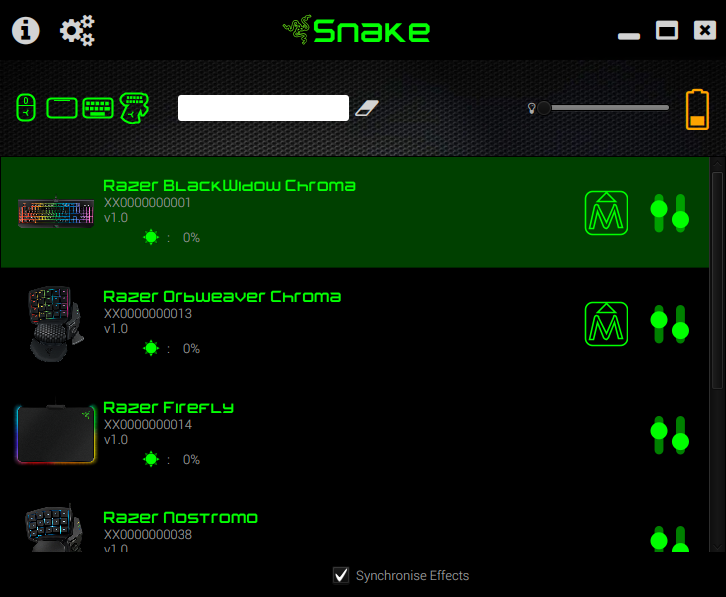 Snake
Razer BlackWidow Chroma
XX0000000001
v1.0
: 0%
Razer Orbweaver Chroma
XX0000000013
v1.0
: 0%
Razer Firefly
XX0000000014
v1.0
: 0%
Razer Nostromo
XX0000000038
v1.0
Synchronise Effects